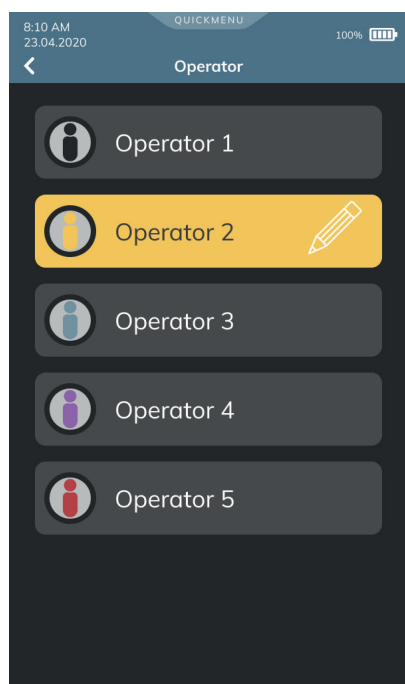 8:10 AM
QUICKMENU
100%
23.04.2020
Operator
Operator 1
Operator 2
Operator 3
Operator 4
Operator 5